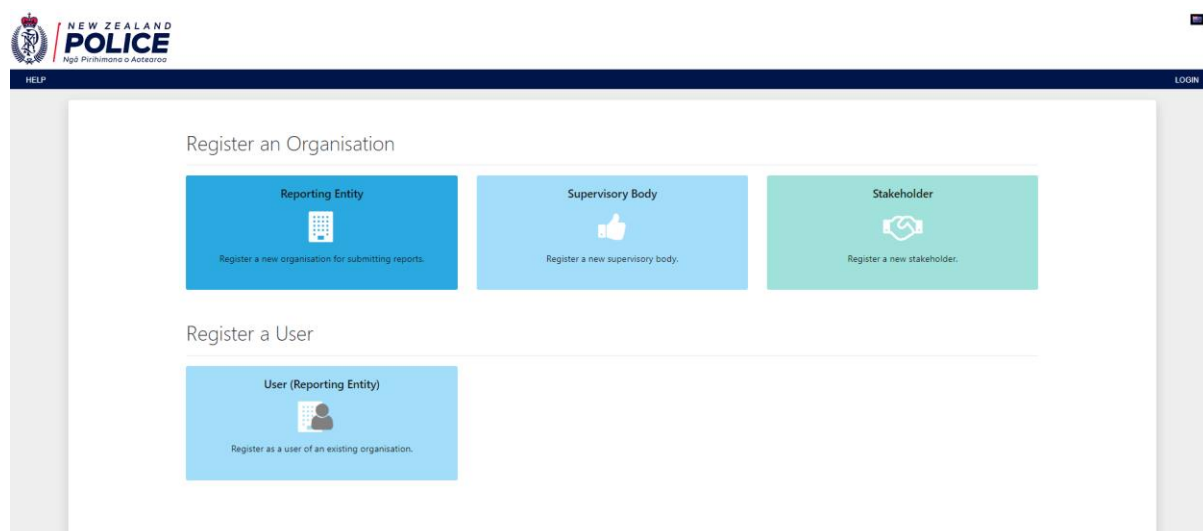 NEW ZEALAND
POLICE
Ngā Pirihimana o Aotearoa
HELP
LOGIN
Register an Organisation
Reporting Entity
Register a new organisation for submitting reports.
Supervisory Body
Register a new supervisory body.
Stakeholder
Register a new stakeholder.
Register a User
User (Reporting Entity)
Register as a user of an existing organisation.